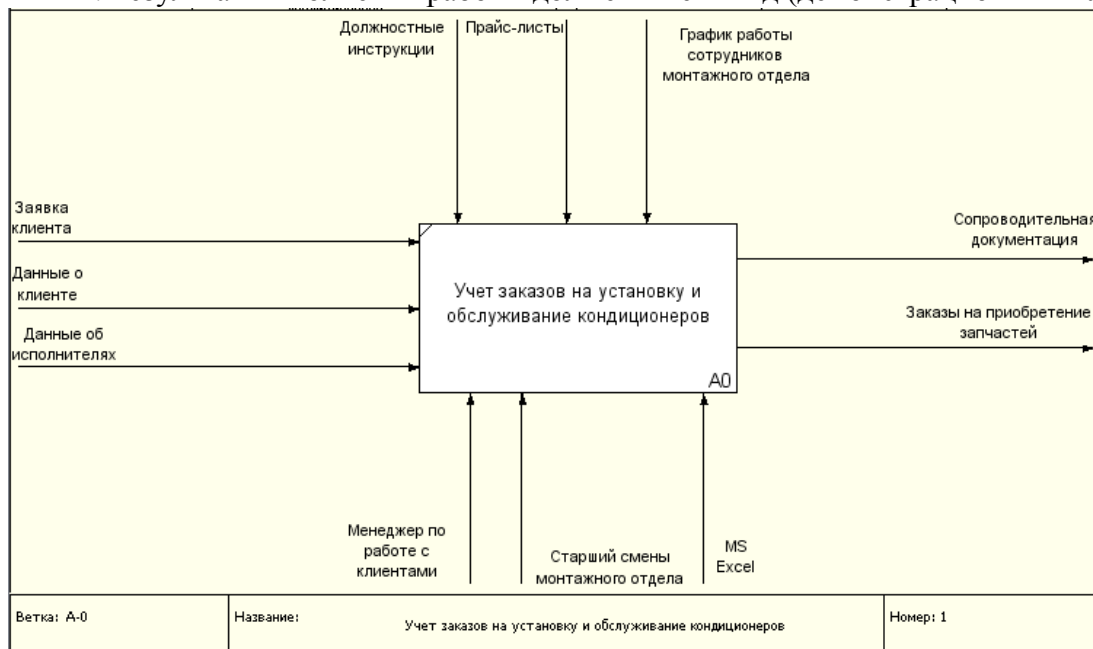 Должностные
инструкции
Прайс-листы
График работы
сотрудников
монтажного отдела
Заявка
клиента
Данные о
клиенте
Данные об
исполнителях
Учет заказов на установку и
обслуживание кондиционеров
A0
Сопроводительная
документация
Заказы на приобретение
запчастей
Менеджер по
работе с
клиентами
Старший смены
монтажного отдела
MS
Excel
Ветка: A-0
Название:
Учет заказов на установку и обслуживание кондиционеров
Номер: 1